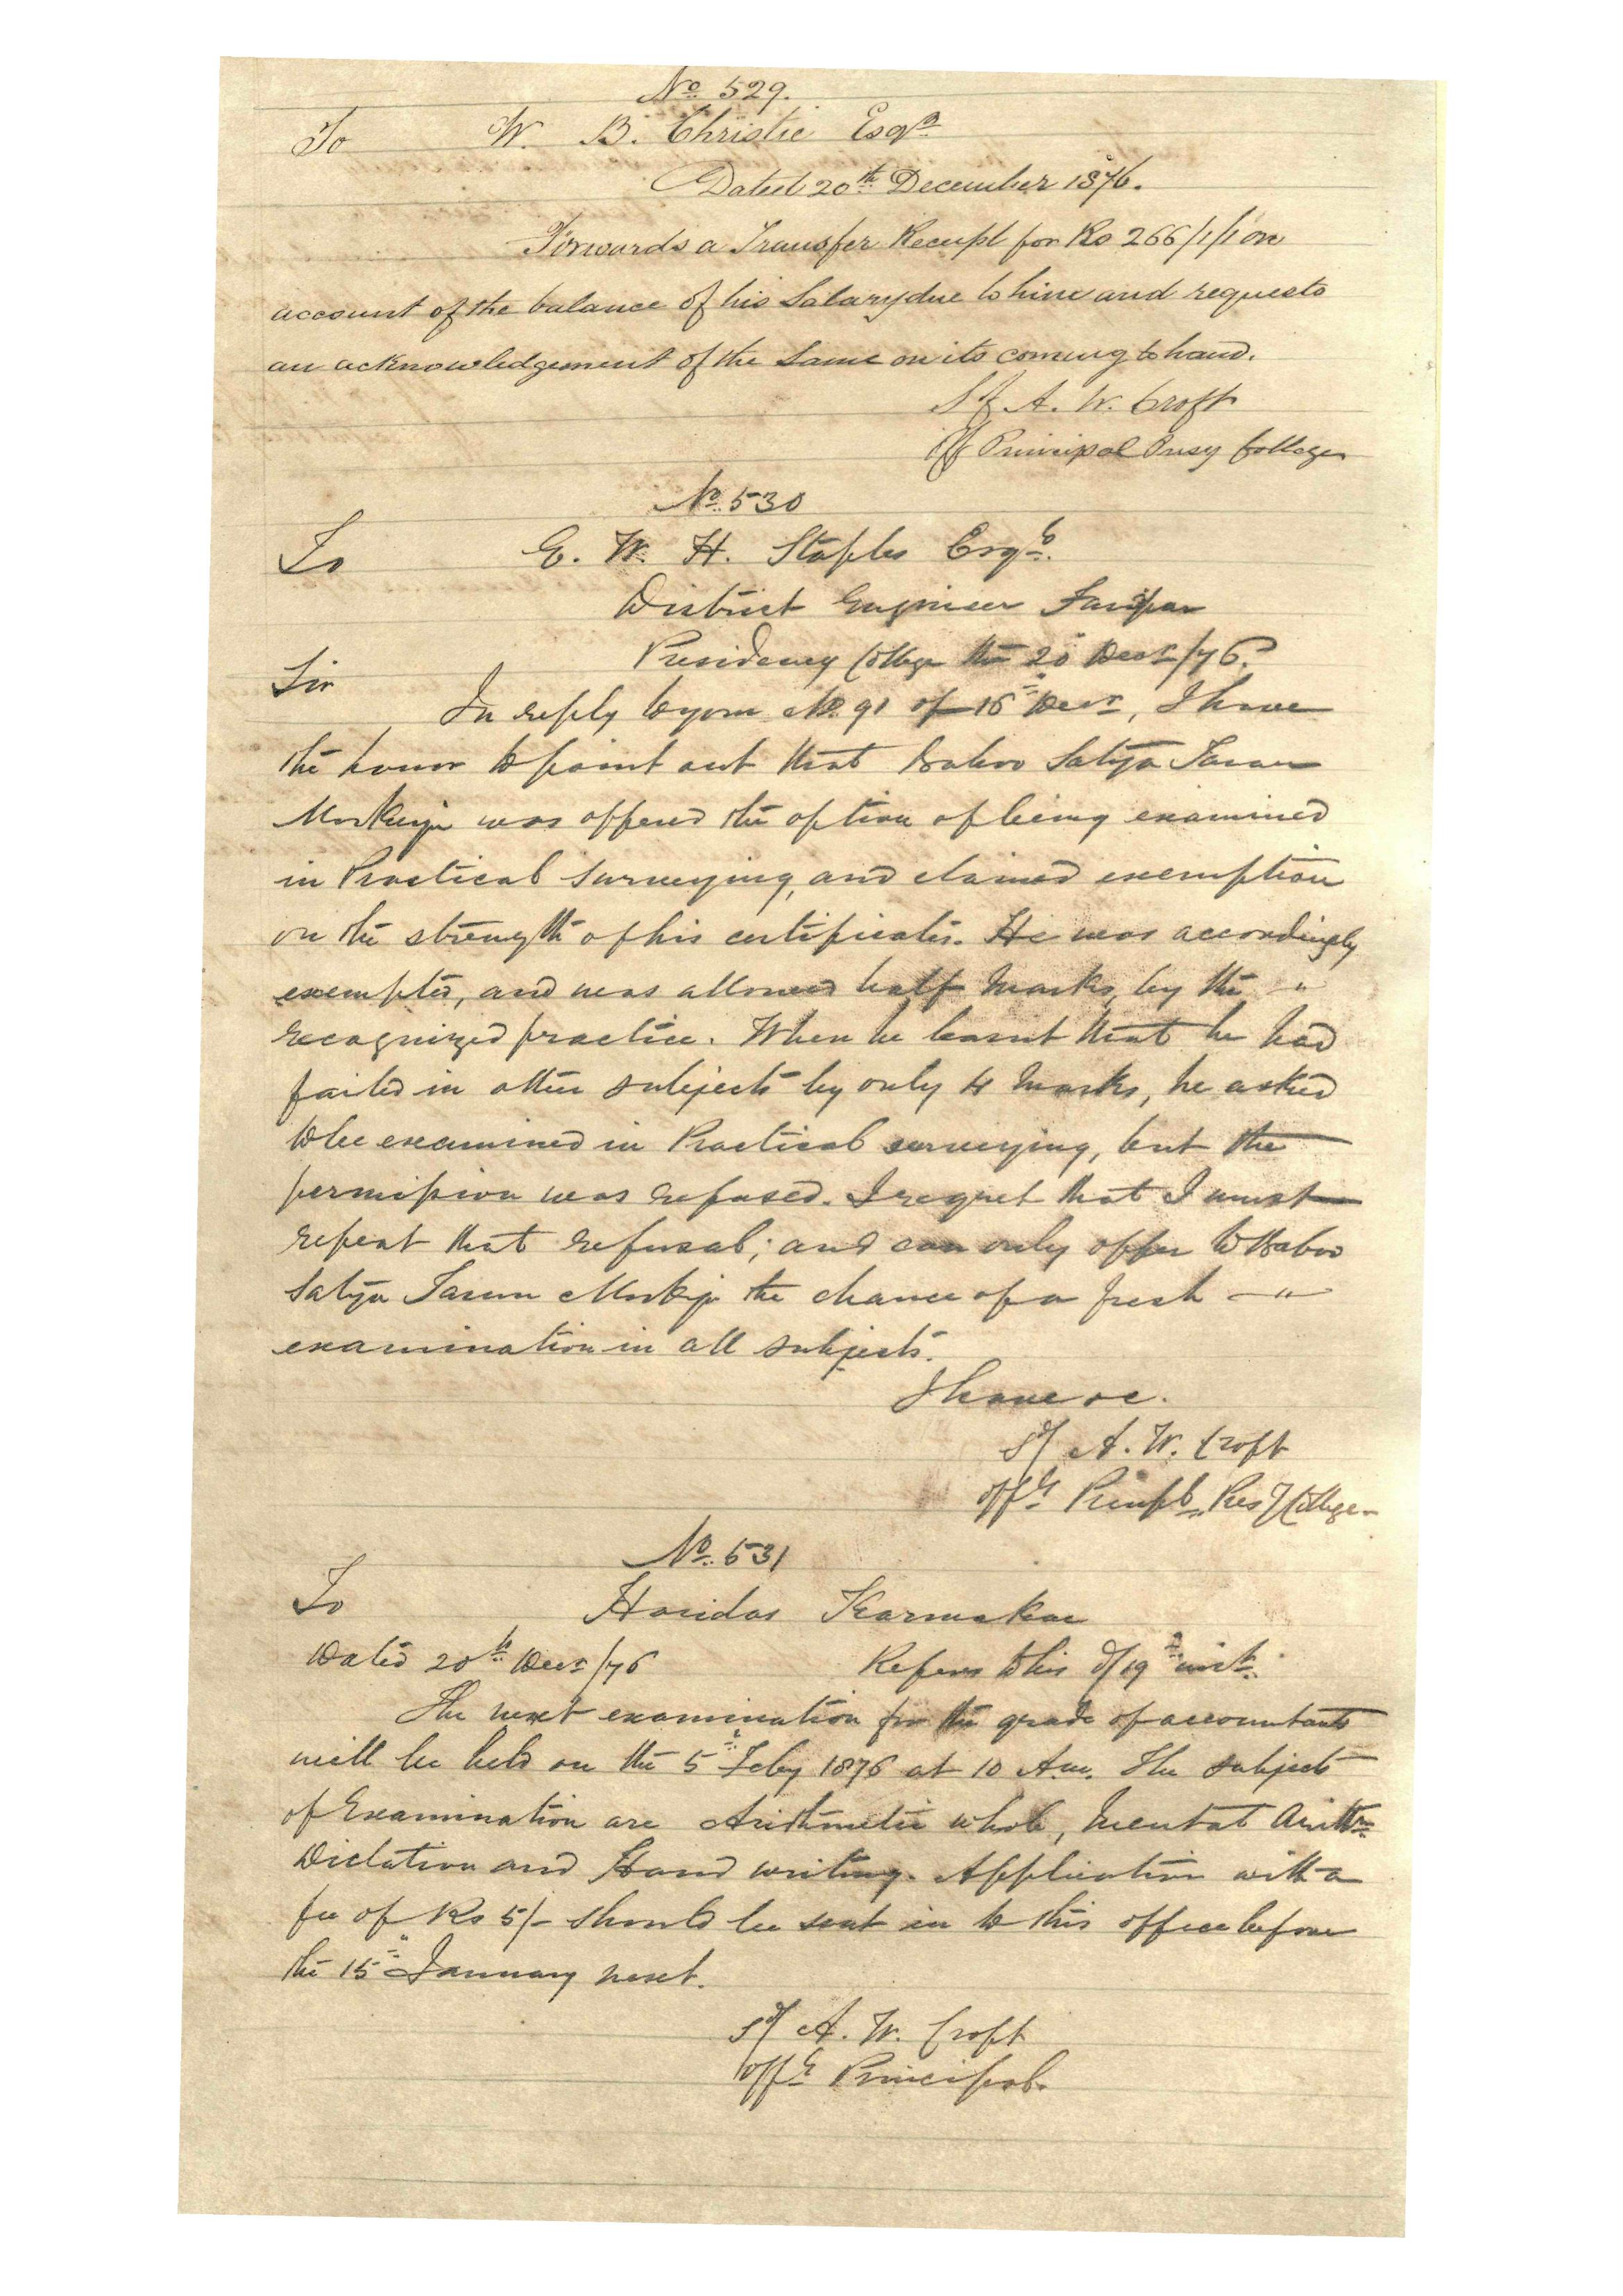 No. 529.
To W. B. Christie Esqr.
Dated 20th December 1876.
Forwards a Transfer Receipt for Rs 266/1/1 on
account of the balance of his Salary due to him and requests
an acknowledgement of the same on its coming to hand.
Sd/ A. W. Croft
Off Principal Presy College
No. 530
To G. W. H. Staples Esqre.
District Engineer
Presidency College the 20th Decr /76.
Sir
In reply to your No. 91 of 16th Decr, I have
the honor to point out that Baboo Satya Saran
Mookerjee was offered the option of being examined
in Practical Surveying, and claimed exemption
on the strength of his certificates. He was accordingly
exempted, and was allowed half marks, by the "
recognized practice. When he learnt that he had
failed in other subjects by only 4 marks, he asked
to be examined in Practical surveying, but the
permission was refused. I regret that I must
repeat that refusal; and can only offer to Baboo
Satya Saran the chance of a fresh — " —
examination in all subjects.
I have &c.
Sd/ A. W. Croft
Offg Principl Presy College
No. 531
To Haridas Karmakar
Dated 20th Decr /76 Refers to his d/ 19th inst.
The next examination for the grade of accountants
will be held on the 5th Feby 1876 at 10 A.m. The subjects
of Examination are Arithmetic whole, Mental Arithm.
Dictation and Hand writing. Application with a
fee of Rs 5/- should be sent in to this office before
the 15th January next.
Sd/ A. W. Croft
Offg Principal.